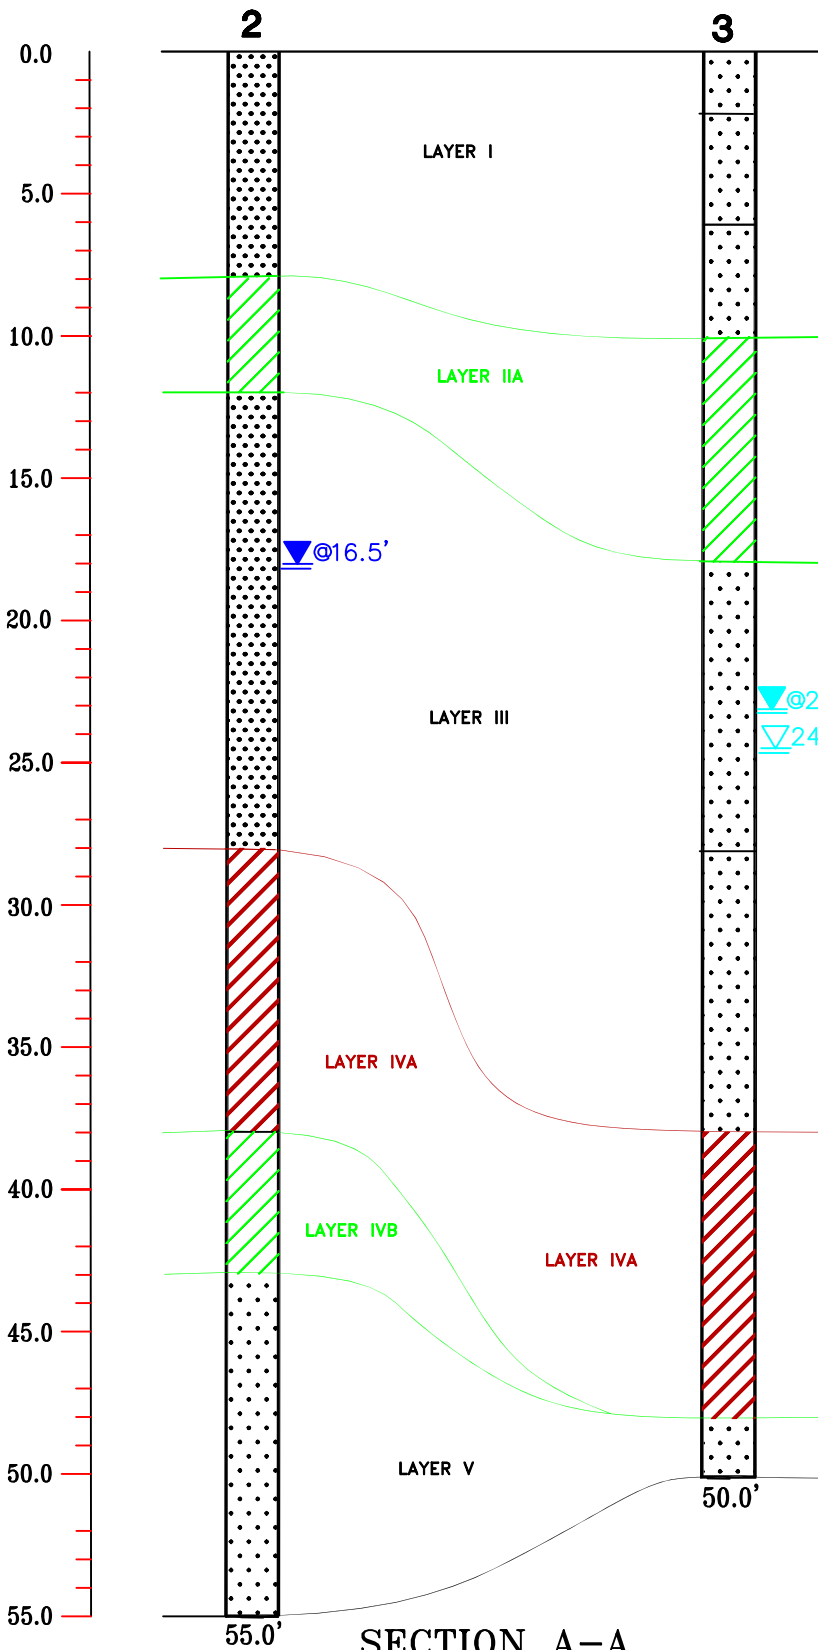 2
3
0.0
LAYER I
5.0
10.0
LAYER IIA
15.0
@16.5'
20.0
@2
LAYER III
24
25.0
30.0
35.0
LAYER IVA
40.0
LAYER IVB
LAYER IVA
45.0
LAYER V
50.0
50.0'
55.0
55.0'
SECTION A-A